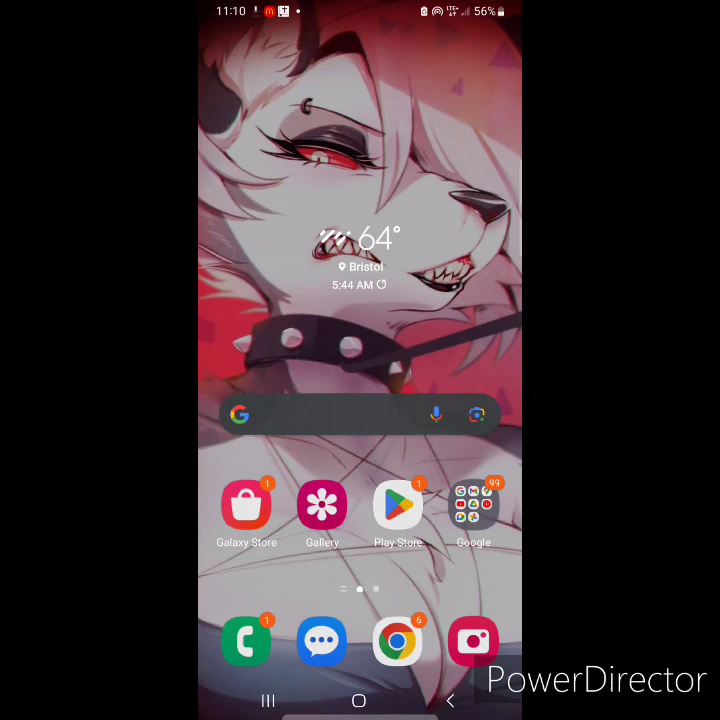 11:10 LTE+ 56%
64°
Bristol
5:44 AM
1 1 99
Galaxy Store Gallery Play Store Google
1 6
PowerDirector